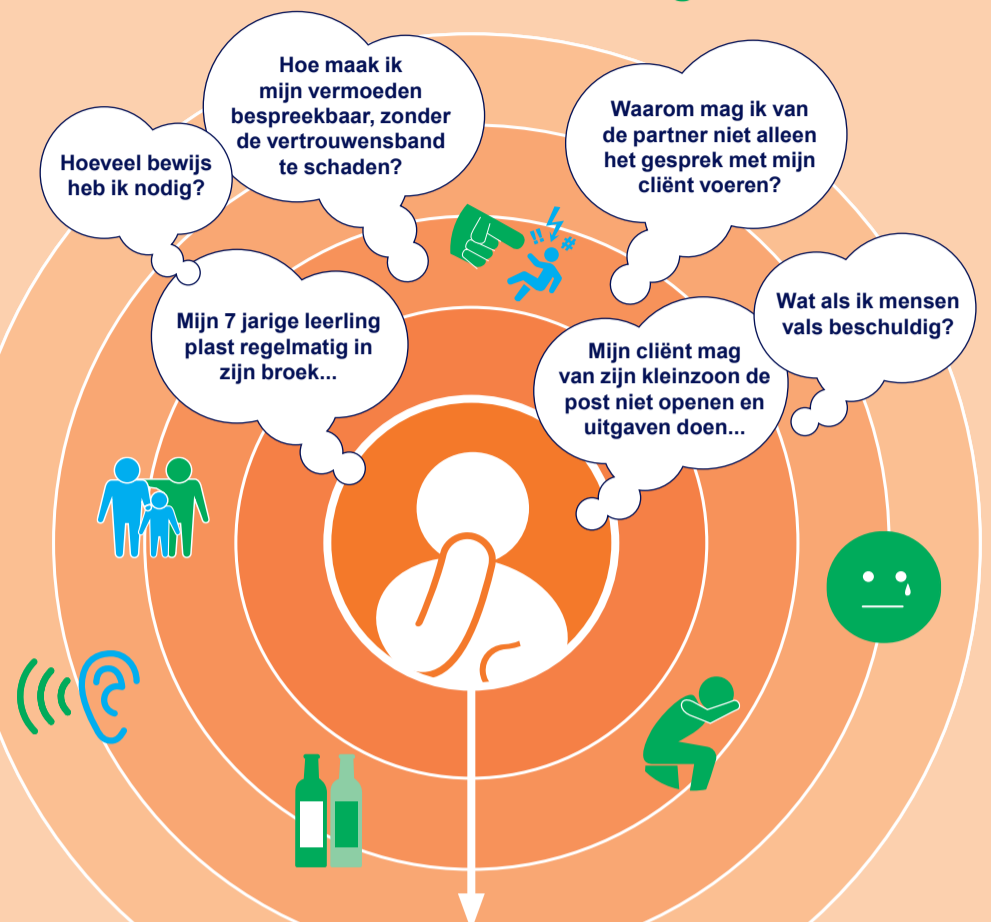 Hoe maak ik
mijn vermoeden
bespreekbaar, zonder
de vertrouwensband
te schaden?
Waarom mag ik van
de partner niet alleen
het gesprek met mijn
cliënt voeren?
Hoeveel bewijs
heb ik nodig?
Mijn 7 jarige leerling
plast regelmatig in
zijn broek...
Wat als ik mensen
vals beschuldig?
Mijn cliënt mag
van zijn kleinzoon de
post niet openen en
uitgaven doen...
!! #